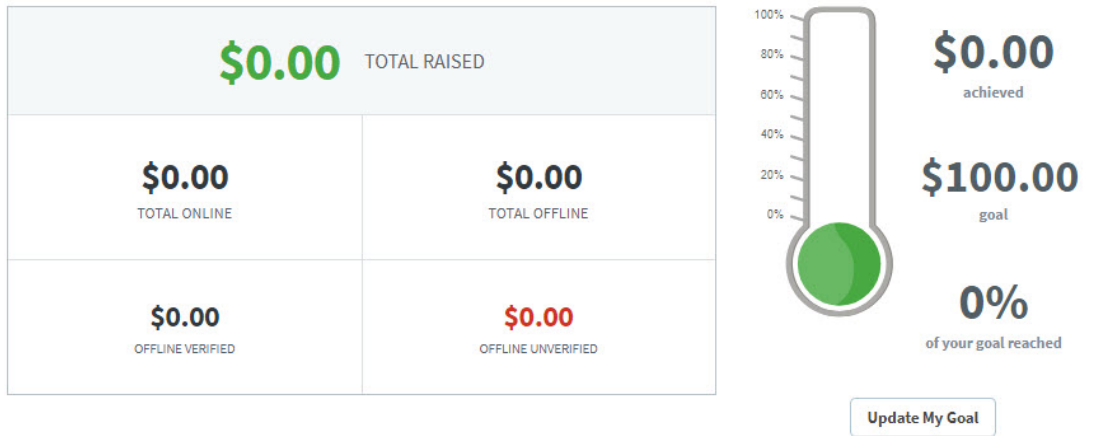 $0.00 TOTAL RAISED
$0.00
TOTAL ONLINE
$0.00
TOTAL OFFLINE
$0.00
OFFLINE VERIFIED
$0.00
OFFLINE UNVERIFIED
100%
80%
60%
40%
20%
0%
$0.00
achieved
$100.00
goal
0%
of your goal reached
Update My Goal